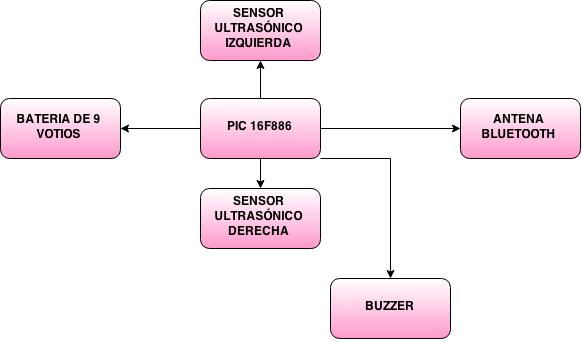 SENSOR
ULTRASÓNICO
IZQUIERDA
BATERIA DE 9
VOTIOS
PIC 16F886
ANTENA
BLUETOOTH
SENSOR
ULTRASÓNICO
DERECHA
BUZZER